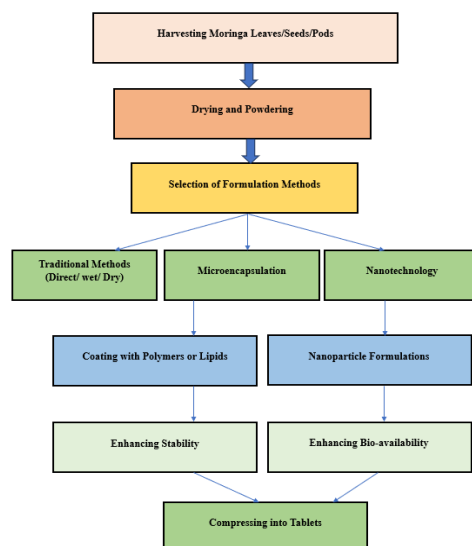 Harvesting Moringa Leaves/Seeds/Pods
Drying and Powdering
Selection of Formulation Methods
Traditional Methods
(Direct/ wet/ Dry)
Microencapsulation
Nanotechnology
Coating with Polymers or Lipids
Nanoparticle Formulations
Enhancing Stability
Enhancing Bio-availability
Compressing into Tablets